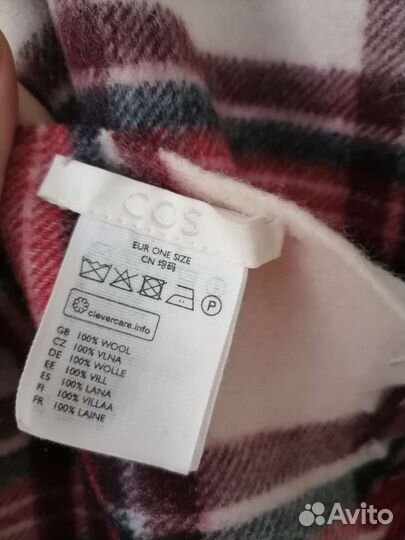 COS
EUR ONE SIZE
CN 均码
P
clevercare.info
GB 100% WOOL
CZ 100% VLNA
DE 100% WOLLE
EE 100% VILL
ES 100% LANA
FI 100% VILLAA
FR 100% LAINE
Avito